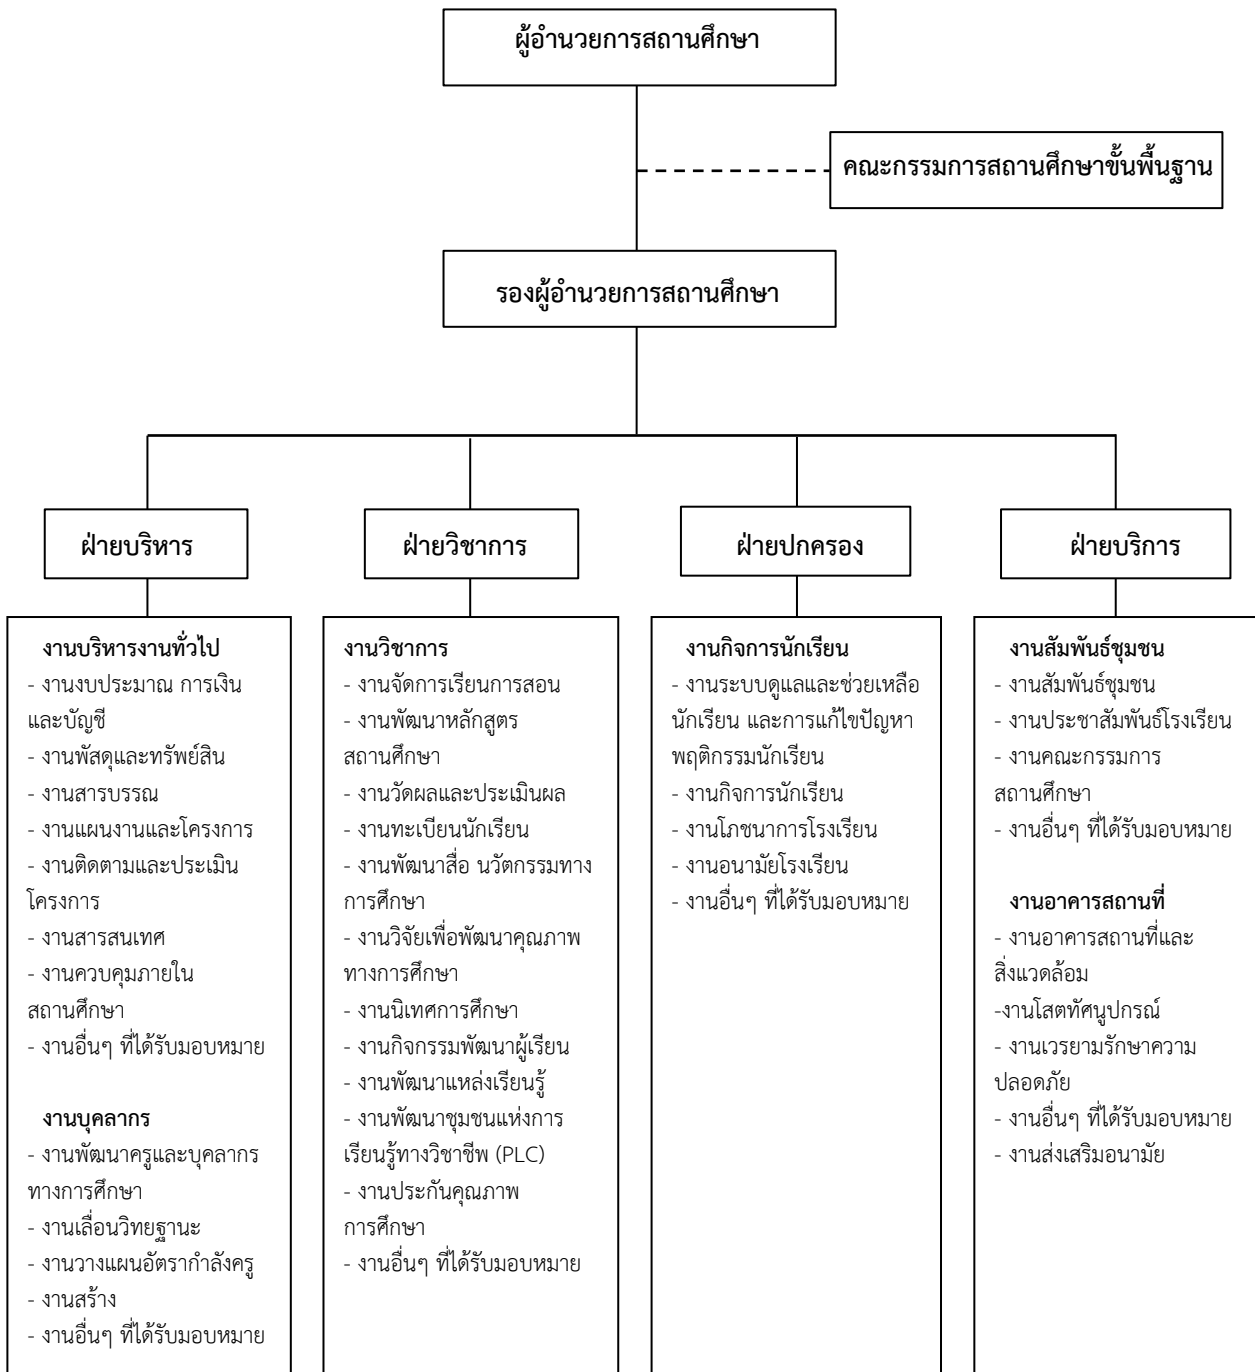 ผู้อำนวยการสถานศึกษา
คณะกรรมการสถานศึกษาขั้นพื้นฐาน
รองผู้อำนวยการสถานศึกษา
ฝ่ายบริหาร
ฝ่ายวิชาการ
ฝ่ายปกครอง
ฝ่ายบริการ
งานบริหารงานทั่วไป
- งานงบประมาณ การเงิน
และบัญชี
- งานพัสดุและทรัพย์สิน
- งานสารบรรณ
- งานแผนงานและโครงการ
- งานติดตามและประเมิน
โครงการ
- งานสารสนเทศ
- งานควบคุมภายใน
สถานศึกษา
- งานอื่นๆ ที่ได้รับมอบหมาย
งานบุคลากร
- งานพัฒนาครูและบุคลากร
ทางการศึกษา
- งานเลื่อนวิทยฐานะ
- งานวางแผนอัตรากำลังครู
- งานสร้าง
- งานอื่นๆ ที่ได้รับมอบหมาย
งานวิชาการ
- งานจัดการเรียนการสอน
- งานพัฒนาหลักสูตร
สถานศึกษา
- งานวัดผลและประเมินผล
- งานทะเบียนนักเรียน
- งานพัฒนาสื่อ นวัตกรรมทาง
การศึกษา
- งานวิจัยเพื่อพัฒนาคุณภาพ
ทางการศึกษา
- งานนิเทศการศึกษา
- งานกิจกรรมพัฒนาผู้เรียน
- งานพัฒนาแหล่งเรียนรู้
- งานพัฒนาชุมชนแห่งการ
เรียนรู้ทางวิชาชีพ (PLC)
- งานประกันคุณภาพ
การศึกษา
- งานอื่นๆ ที่ได้รับมอบหมาย
งานกิจการนักเรียน
- งานระบบดูแลและช่วยเหลือ
นักเรียน และการแก้ไขปัญหา
พฤติกรรมนักเรียน
- งานกิจการนักเรียน
- งานโภชนาการโรงเรียน
- งานอนามัยโรงเรียน
- งานอื่นๆ ที่ได้รับมอบหมาย
งานสัมพันธ์ชุมชน
- งานสัมพันธ์ชุมชน
- งานประชาสัมพันธ์โรงเรียน
- งานคณะกรรมการ
สถานศึกษา
- งานอื่นๆ ที่ได้รับมอบหมาย
งานอาคารสถานที่
- งานอาคารสถานที่และ
สิ่งแวดล้อม
-งานโสตทัศนูปกรณ์
- งานเวรยามรักษาความ
ปลอดภัย
- งานอื่นๆ ที่ได้รับมอบหมาย
- งานส่งเสริมอนามัย